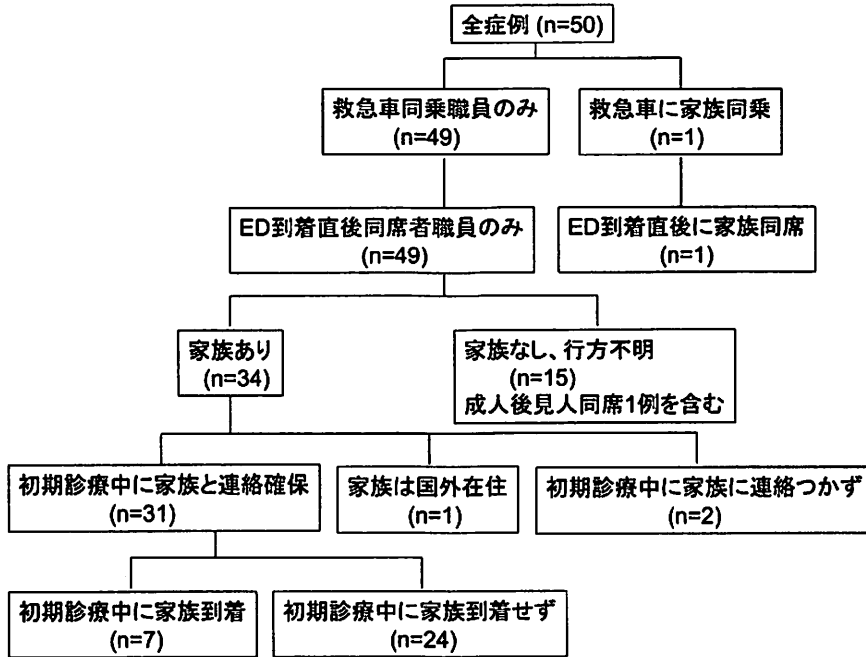 全症例 (n=50)
救急車同乗職員のみ
(n=49)
救急車に家族同乗
(n=1)
ED到着直後同席者職員のみ
(n=49)
ED到着直後に家族同席
(n=1)
家族あり
(n=34)
家族なし、行方不明
(n=15)
成人後見人同席1例を含む
初期診療中に家族と連絡確保
(n=31)
家族は国外在住
(n=1)
初期診療中に家族に連絡つかず
(n=2)
初期診療中に家族到着
(n=7)
初期診療中に家族到着せず
(n=24)